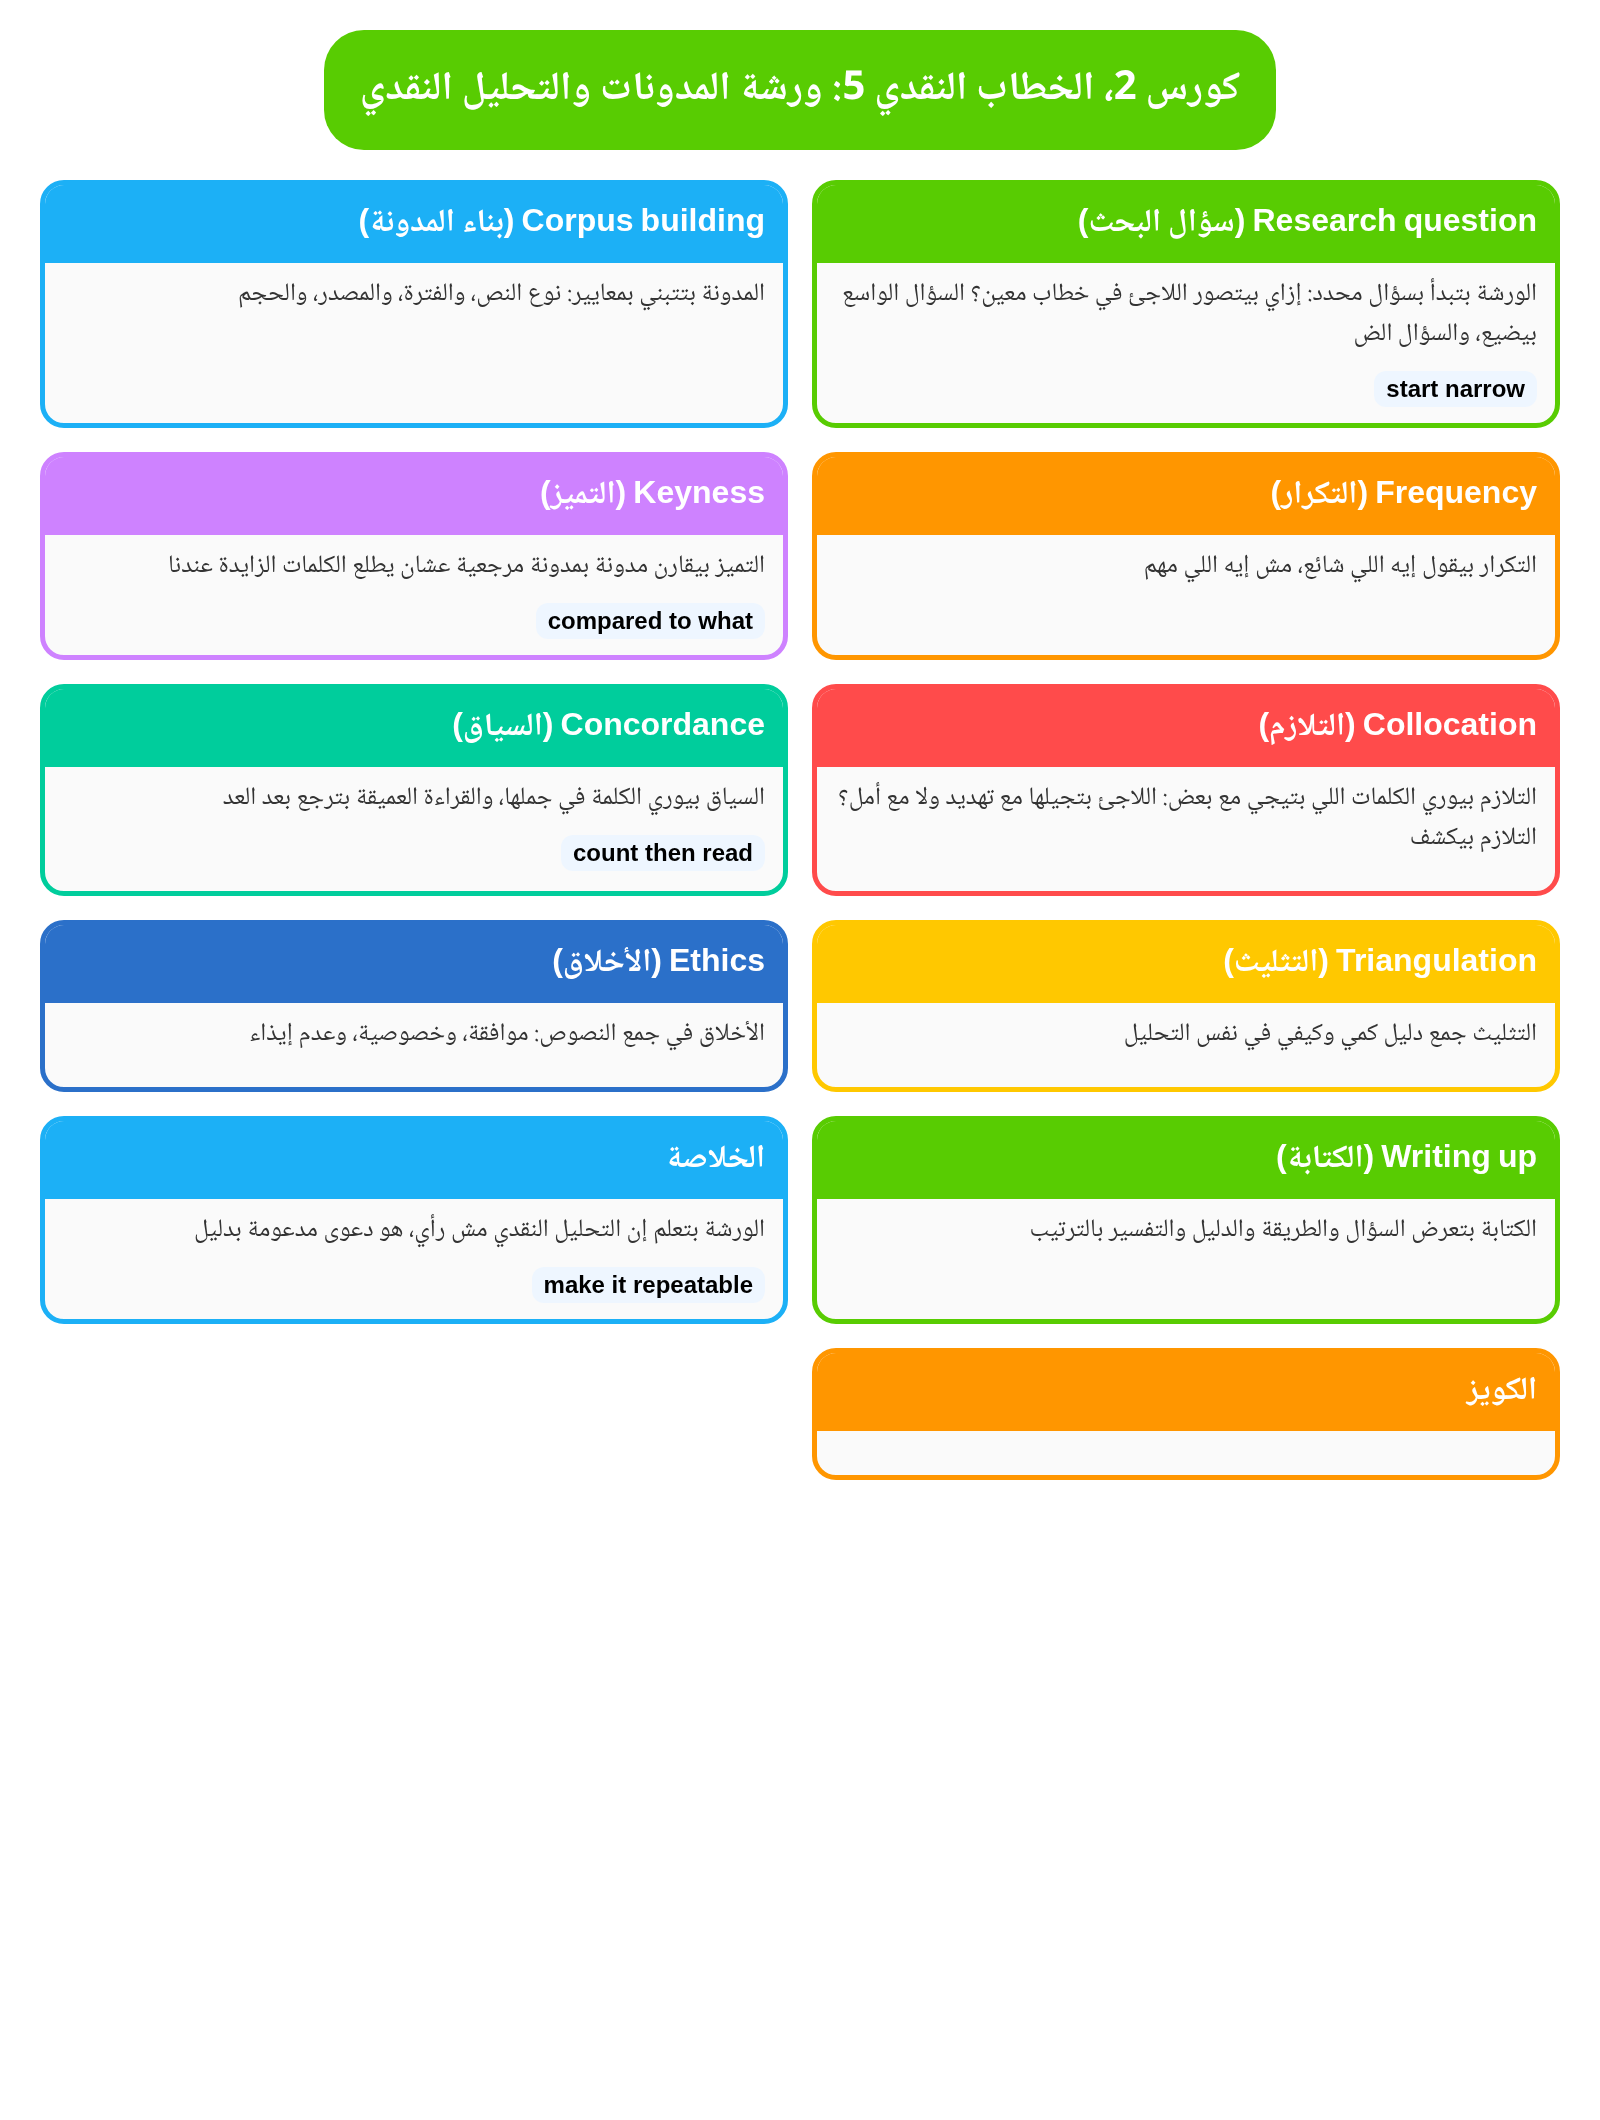 كورس 2، الخطاب النقدي 5: ورشة المدونات والتحليل النقدي
Research question (سؤال البحث)
الورشة بتبدأ بسؤال محدد: إزاي بيتصور اللاجئ في خطاب معين؟ السؤال الواسع
بيضيع، والسؤال الض
start narrow
Corpus building (بناء المدونة)
المدونة بتتبني بمعايير: نوع النص، والفترة، والمصدر، والحجم
Frequency (التكرار)
التكرار بيقول إيه اللي شائع، مش إيه اللي مهم
Keyness (التميز)
التميز بيقارن مدونة بمدونة مرجعية عشان يطلع الكلمات الزايدة عندنا
compared to what
Collocation (التلازم)
التلازم بيوري الكلمات اللي بتيجي مع بعض: اللاجئ بتجيلها مع تهديد ولا مع أمل؟
التلازم بيكشف
Concordance (السياق)
السياق بيوري الكلمة في جملها، والقراءة العميقة بترجع بعد العد
count then read
Triangulation (التثليث)
التثليث جمع دليل كمي وكيفي في نفس التحليل
Ethics (الأخلاق)
الأخلاق في جمع النصوص: موافقة، وخصوصية، وعدم إيذاء
Writing up (الكتابة)
الكتابة بتعرض السؤال والطريقة والدليل والتفسير بالترتيب
الخلاصة
الورشة بتعلم إن التحليل النقدي مش رأي، هو دعوى مدعومة بدليل
make it repeatable
الكويز